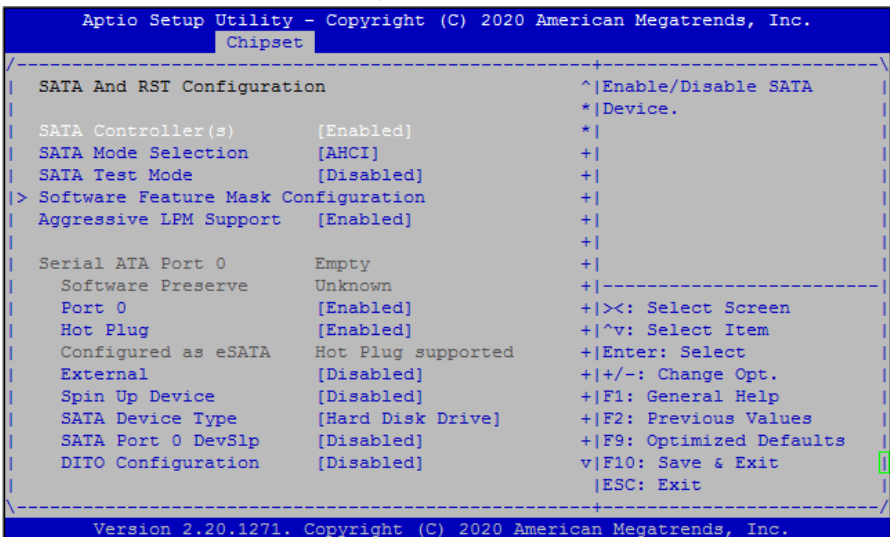 Aptio Setup Utility – Copyright (C) 2020 American Megatrends, Inc.
Chipset
/-----------------------------------------------------+-------------------------\
| SATA And RST Configuration ^|Enable/Disable SATA |
| *|Device. |
| SATA Controller(s) [Enabled] *| |
| SATA Mode Selection [AHCI] +| |
| SATA Test Mode [Disabled] +| |
|> Software Feature Mask Configuration +| |
| Aggressive LPM Support [Enabled] +| |
| +| |
| Serial ATA Port 0 Empty +| |
| Software Preserve Unknown +|-------------------------|
| Port 0 [Enabled] +|><: Select Screen |
| Hot Plug [Enabled] +|^v: Select Item |
| Configured as eSATA Hot Plug supported +|Enter: Select |
| External [Disabled] +|+/-: Change Opt. |
| Spin Up Device [Disabled] +|F1: General Help |
| SATA Device Type [Hard Disk Drive] +|F2: Previous Values |
| SATA Port 0 DevSlp [Disabled] +|F9: Optimized Defaults |
| DITO Configuration [Disabled] v|F10: Save & Exit |
| |ESC: Exit |
\-----------------------------------------------------+-------------------------/
Version 2.20.1271. Copyright (C) 2020 American Megatrends, Inc.